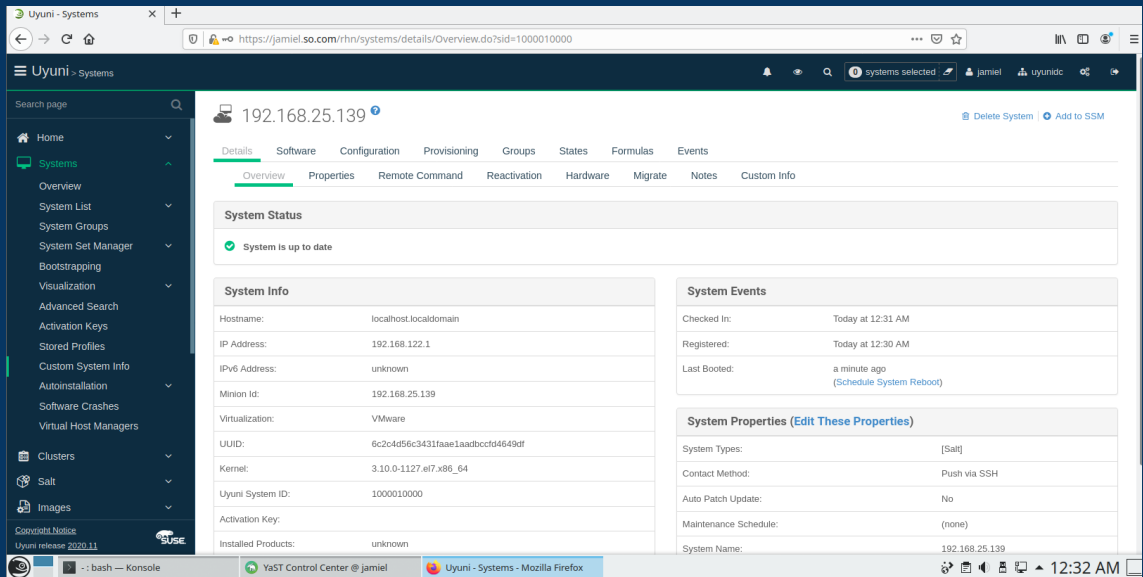 Uyuni - Systems
https://jamiel.so.com/rhn/systems/details/Overview.do?sid=1000010000
Uyuni > Systems
0 systems selected
jamiel
uyunidc
Search page
Home
Systems
Overview
System List
System Groups
System Set Manager
Bootstrapping
Visualization
Advanced Search
Activation Keys
Stored Profiles
Custom System Info
Autoinstallation
Software Crashes
Virtual Host Managers
Clusters
Salt
Images
Copyright Notice
Uyuni release 2020.11
SUSE
192.168.25.139 ?
Delete System Add to SSM
Details Software Configuration Provisioning Groups States Formulas Events
Overview Properties Remote Command Reactivation Hardware Migrate Notes Custom Info
System Status
System is up to date
System Info
Hostname: localhost.localdomain
IP Address: 192.168.122.1
IPv6 Address: unknown
Minion Id: 192.168.25.139
Virtualization: VMware
UUID: 6c2c4d56c3431faae1aadbccfd4649df
Kernel: 3.10.0-1127.el7.x86_64
Uyuni System ID: 1000010000
Activation Key:
Installed Products: unknown
System Events
Checked In: Today at 12:31 AM
Registered: Today at 12:30 AM
Last Booted: a minute ago
(Schedule System Reboot)
System Properties (Edit These Properties)
System Types: [Salt]
Contact Method: Push via SSH
Auto Patch Update: No
Maintenance Schedule: (none)
System Name: 192.168.25.139
- : bash — Konsole
YaST Control Center @ jamiel
Uyuni - Systems - Mozilla Firefox
12:32 AM